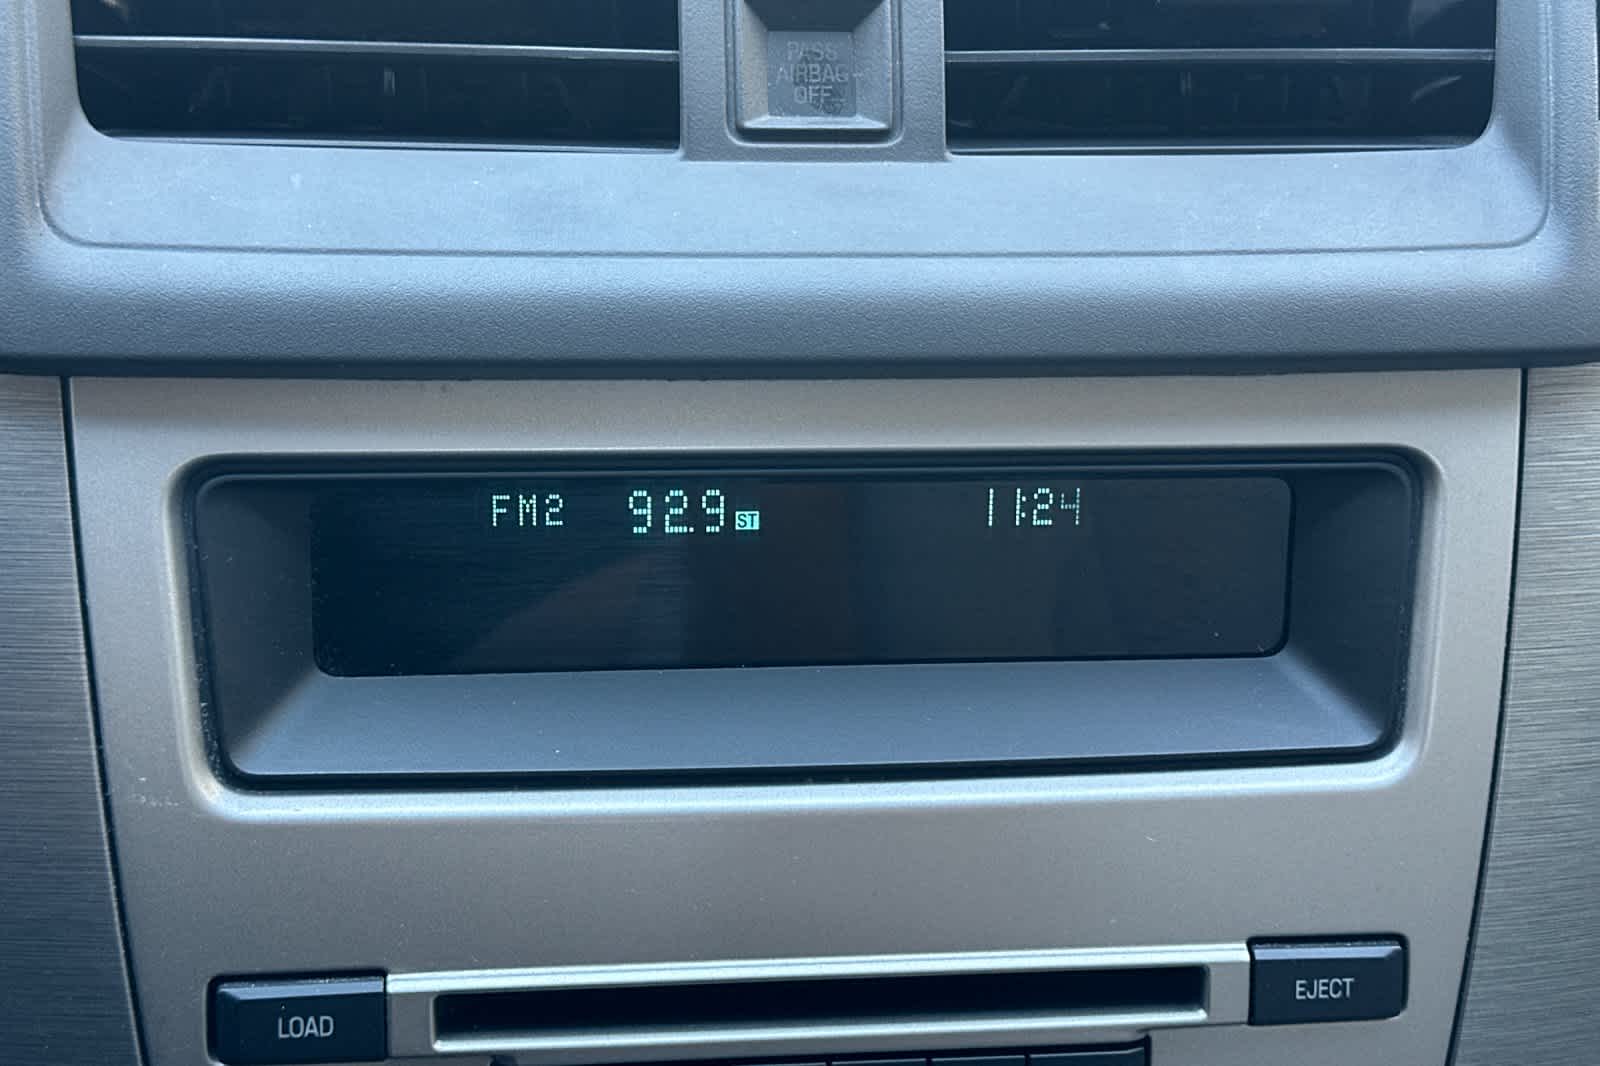 PASS
AIRBAG
OFF
FM2 92.9 ST 11:24
LOAD
EJECT